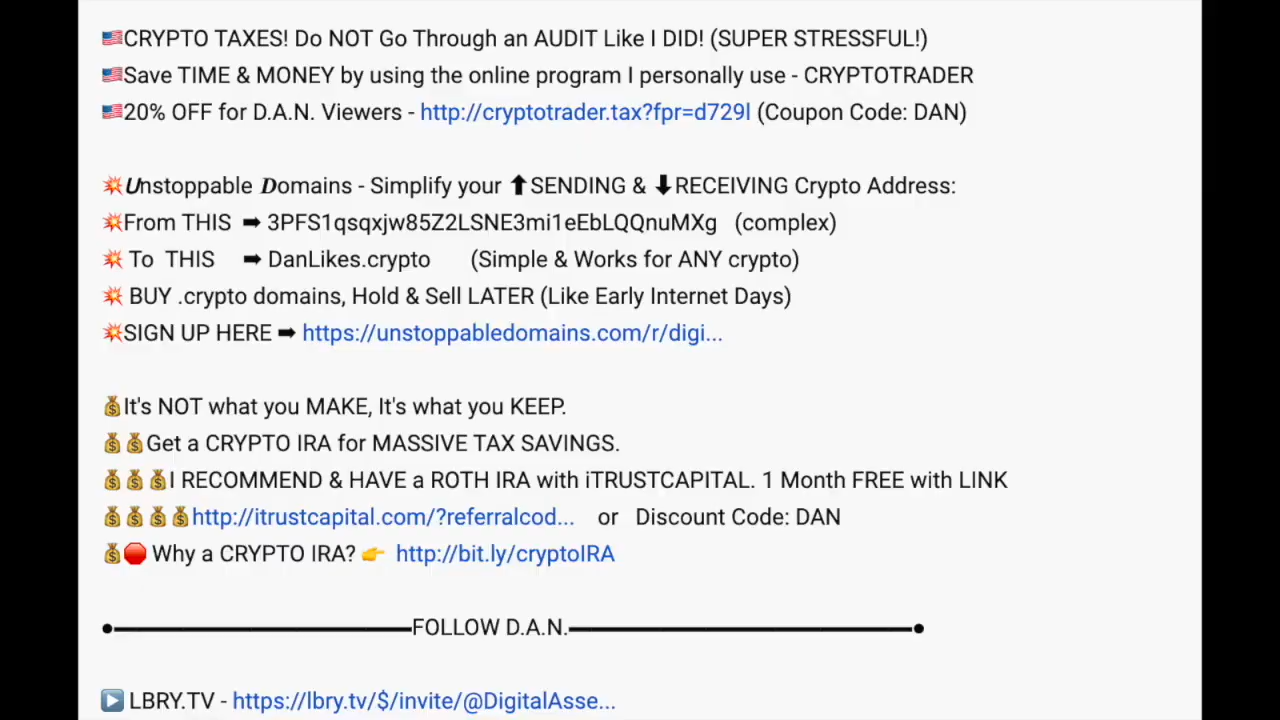 🇺🇸CRYPTO TAXES! Do NOT Go Through an AUDIT Like I DID! (SUPER STRESSFUL!)
🇺🇸Save TIME & MONEY by using the online program I personally use - CRYPTOTRADER
🇺🇸20% OFF for D.A.N. Viewers - http://cryptotrader.tax?fpr=d729l (Coupon Code: DAN)
💥𝙐nstoppable 𝑫omains - Simplify your ⬆SENDING & ⬇RECEIVING Crypto Address:
💥From THIS ➡ 3PFS1qsqxjw85Z2LSNE3mi1eEbLQQnuMXg (complex)
💥 To THIS ➡ DanLikes.crypto (Simple & Works for ANY crypto)
💥 BUY .crypto domains, Hold & Sell LATER (Like Early Internet Days)
💥SIGN UP HERE ➡ https://unstoppabledomains.com/r/digi...
💰It's NOT what you MAKE, It's what you KEEP.
💰💰Get a CRYPTO IRA for MASSIVE TAX SAVINGS.
💰💰💰I RECOMMEND & HAVE a ROTH IRA with iTRUSTCAPITAL. 1 Month FREE with LINK
💰💰💰💰http://itrustcapital.com/?referralcod... or Discount Code: DAN
💰🛑 Why a CRYPTO IRA? 👉 http://bit.ly/cryptoIRA
●▬▬▬▬▬▬▬▬▬▬▬▬▬FOLLOW D.A.N.▬▬▬▬▬▬▬▬▬▬▬▬▬▬▬●
▶️ LBRY.TV - https://lbry.tv/$/invite/@DigitalAsse...